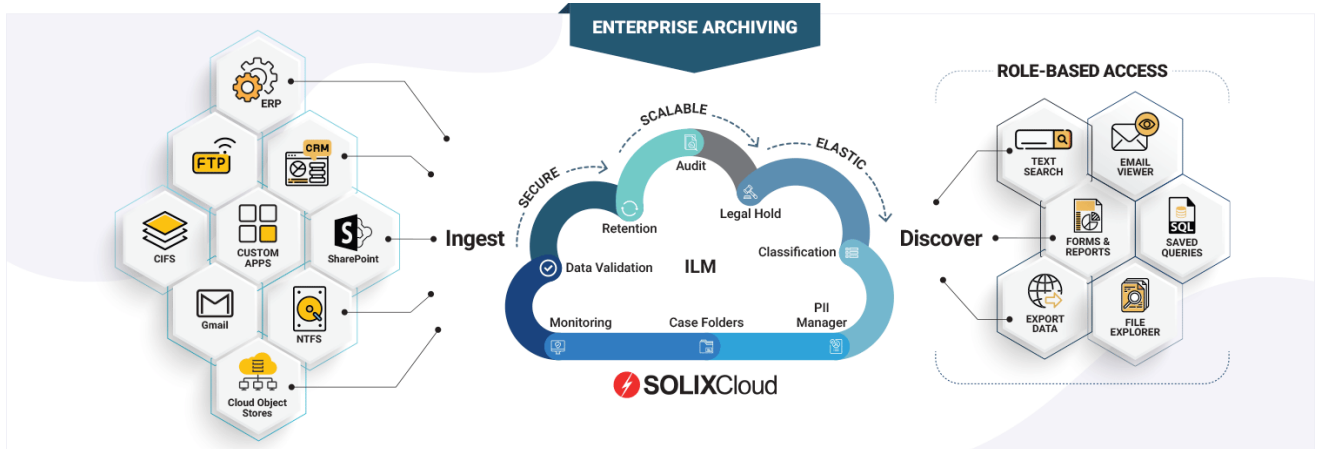 ENTERPRISE ARCHIVING
ERP
FTP
CRM
CIFS
CUSTOM
APPS
S
SharePoint
Gmail
NTFS
Cloud Object
Stores
Ingest
SECURE
SCALABLE
ELASTIC
Audit
Retention
Legal Hold
Data Validation
ILM
Classification
Monitoring
Case Folders
PII
Manager
SOLIXCloud
Discover
ROLE-BASED ACCESS
TEXT
SEARCH
EMAIL
VIEWER
FORMS &
REPORTS
SQL
SAVED
QUERIES
EXPORT
DATA
FILE
EXPLORER